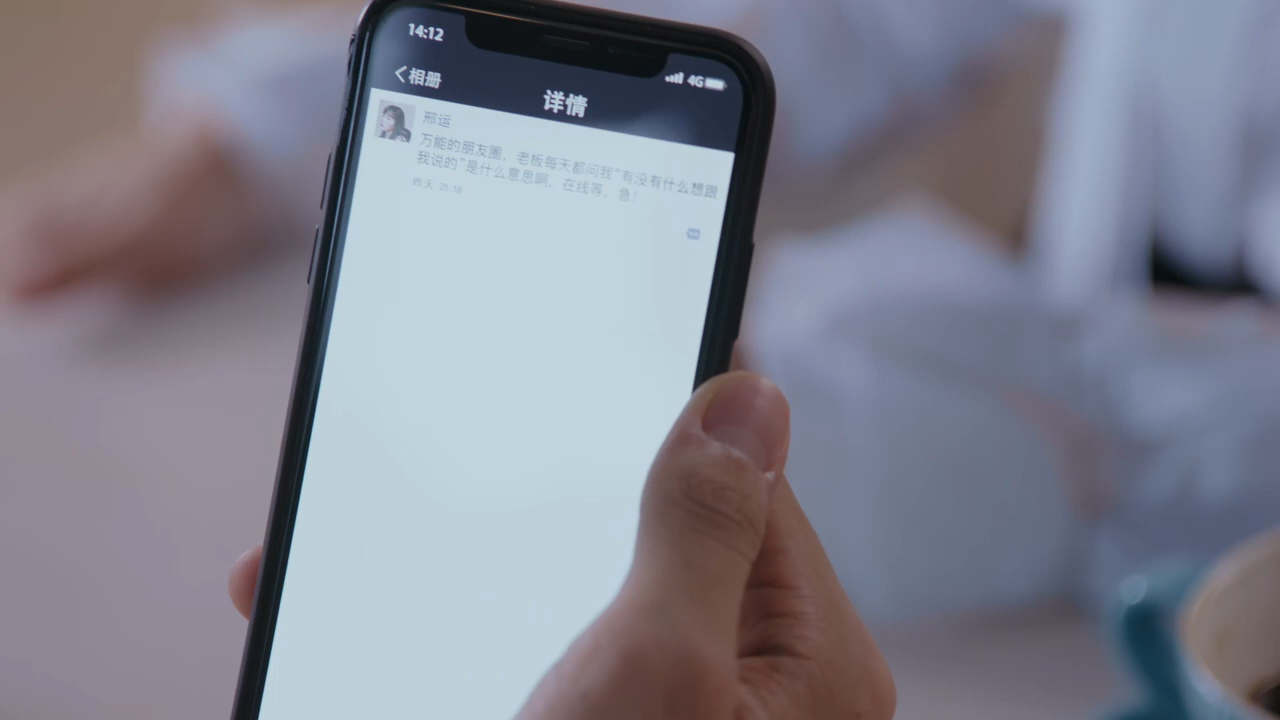 14:12
4G
相册
详情
邢运
万能的朋友圈，老板每天都问我“有没有什么想跟
我说的”是什么意思啊，在线等，急！
昨天 21:16